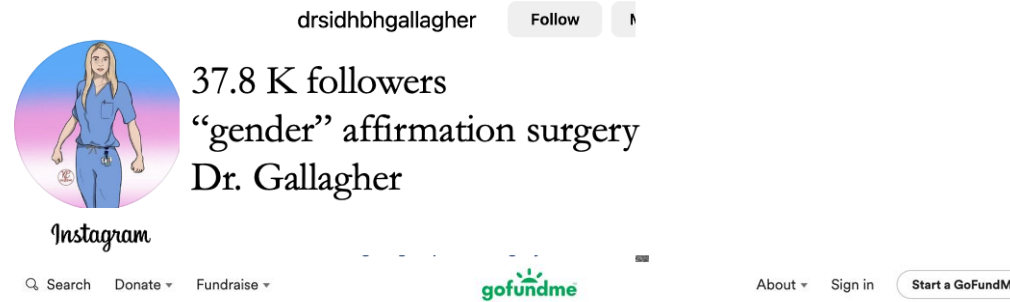 drsidhbhgallagher Follow
37.8 K followers
“gender” affirmation surgery
Dr. Gallagher
Instagram
Search Donate Fundraise gofundme About Sign in Start a GoFundM